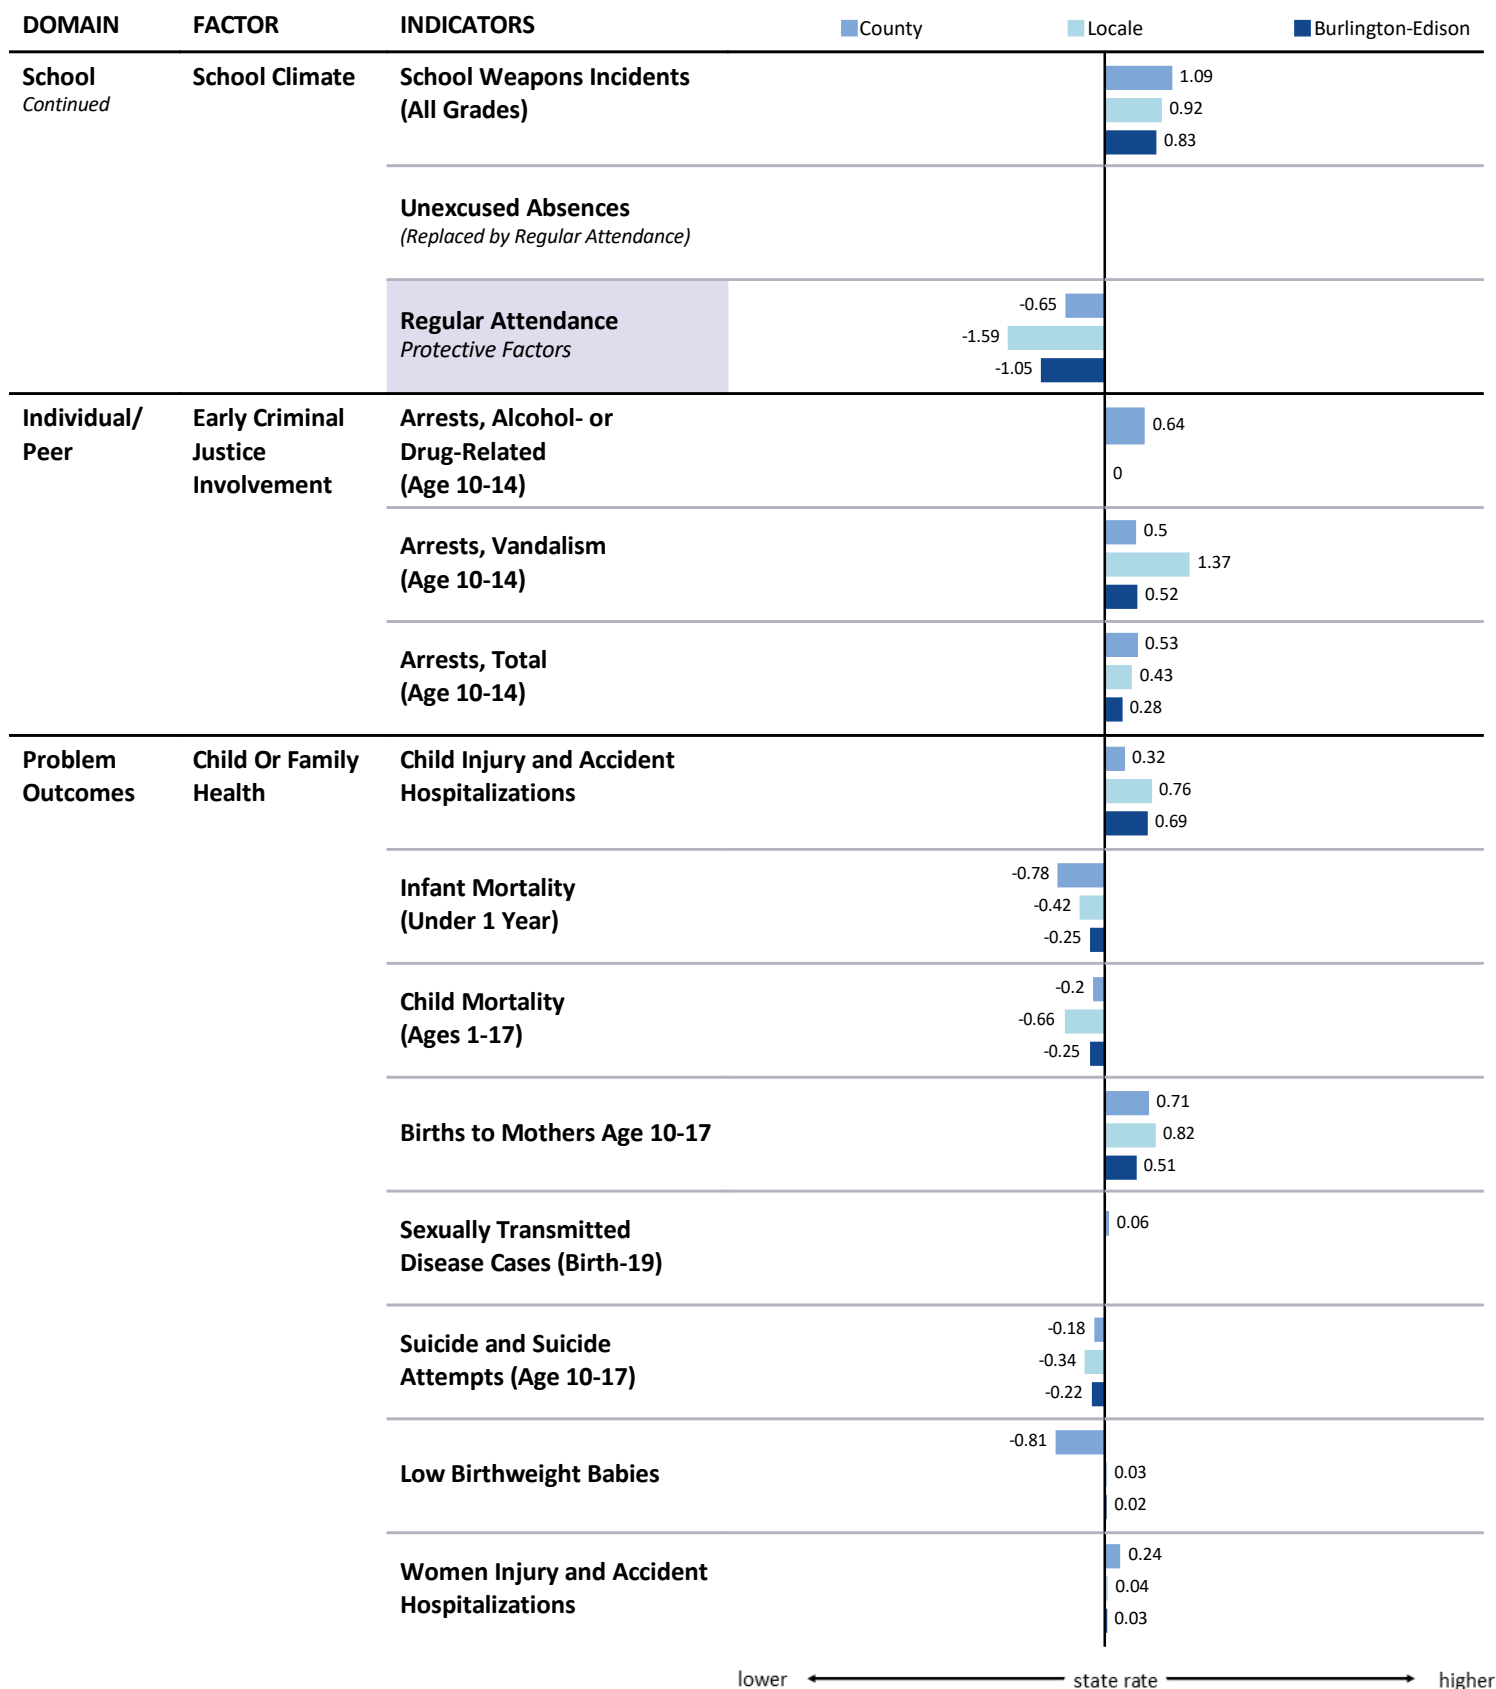 DOMAIN FACTOR INDICATORS County Locale Burlington-Edison
School School Climate School Weapons Incidents 1.09
Continued (All Grades) 0.92
0.83
Unexcused Absences
(Replaced by Regular Attendance)
-0.65
Regular Attendance -1.59
Protective Factors -1.05
Individual/ Early Criminal Arrests, Alcohol- or 0.64
Peer Justice Drug-Related
Involvement (Age 10-14) 0
0.5
Arrests, Vandalism 1.37
(Age 10-14) 0.52
0.53
Arrests, Total 0.43
(Age 10-14) 0.28
Problem Child Or Family Child Injury and Accident 0.32
Outcomes Health Hospitalizations 0.76
0.69
-0.78
Infant Mortality -0.42
(Under 1 Year) -0.25
-0.2
Child Mortality -0.66
(Ages 1-17) -0.25
0.71
Births to Mothers Age 10-17 0.82
0.51
Sexually Transmitted 0.06
Disease Cases (Birth-19)
-0.18
Suicide and Suicide -0.34
Attempts (Age 10-17) -0.22
-0.81
Low Birthweight Babies 0.03
0.02
0.24
Women Injury and Accident 0.04
Hospitalizations 0.03
lower state rate higher